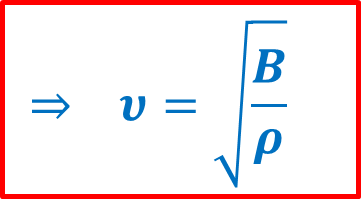 ⇒ υ = √(B/ρ)